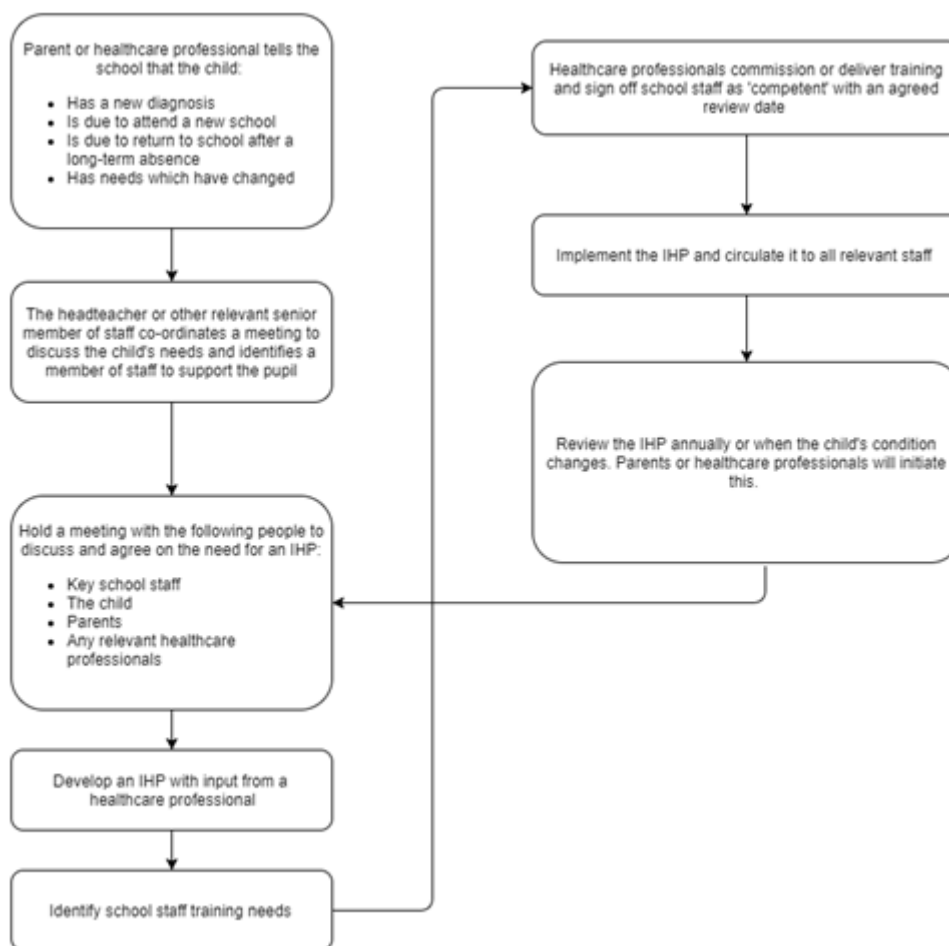 Parent or healthcare professional tells the
school that the child:
• Has a new diagnosis
• Is due to attend a new school
• Is due to return to school after a
long-term absence
• Has needs which have changed
The headteacher or other relevant senior
member of staff co-ordinates a meeting to
discuss the child's needs and identifies a
member of staff to support the pupil
Hold a meeting with the following people to
discuss and agree on the need for an IHP:
• Key school staff
• The child
• Parents
• Any relevant healthcare
professionals
Develop an IHP with input from a
healthcare professional
Identify school staff training needs
Healthcare professionals commission or deliver training
and sign off school staff as 'competent' with an agreed
review date
Implement the IHP and circulate it to all relevant staff
Review the IHP annually or when the child's condition
changes. Parents or healthcare professionals will initiate
this.